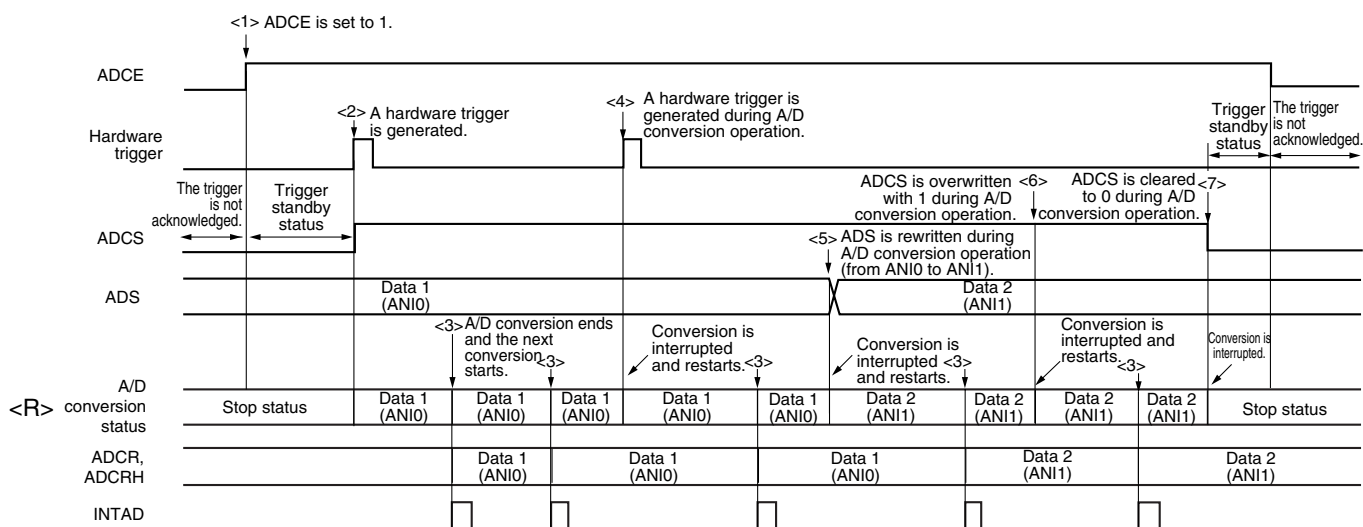 <1> ADCE is set to 1.
ADCE
<2> A hardware trigger
is generated.
<4> A hardware trigger is
generated during A/D
conversion operation.
Trigger
standby
status
The trigger
is not
acknowledged.
Hardware
trigger
The trigger
is not
acknowledged.
Trigger
standby
status
ADCS is overwritten <6>
with 1 during A/D
conversion operation.
ADCS is cleared <7>
to 0 during A/D
conversion operation.
ADCS
<5> ADS is rewritten during
A/D conversion operation
(from ANI0 to ANI1).
ADS
Data 1
(ANI0)
Data 2
(ANI1)
<3> A/D conversion ends
and the next
conversion
starts. <3>
Conversion is
interrupted
and restarts. <3>
Conversion is
interrupted <3>
and restarts.
Conversion is
interrupted and
restarts. <3>
Conversion is
interrupted.
<R>
A/D
conversion
status
Stop status
Data 1
(ANI0)
Data 1
(ANI0)
Data 1
(ANI0)
Data 1
(ANI0)
Data 1
(ANI0)
Data 2
(ANI1)
Data 2
(ANI1)
Data 2
(ANI1)
Data 2
(ANI1)
Stop status
ADCR,
ADCRH
Data 1
(ANI0)
Data 1
(ANI0)
Data 1
(ANI0)
Data 2
(ANI1)
Data 2
(ANI1)
INTAD